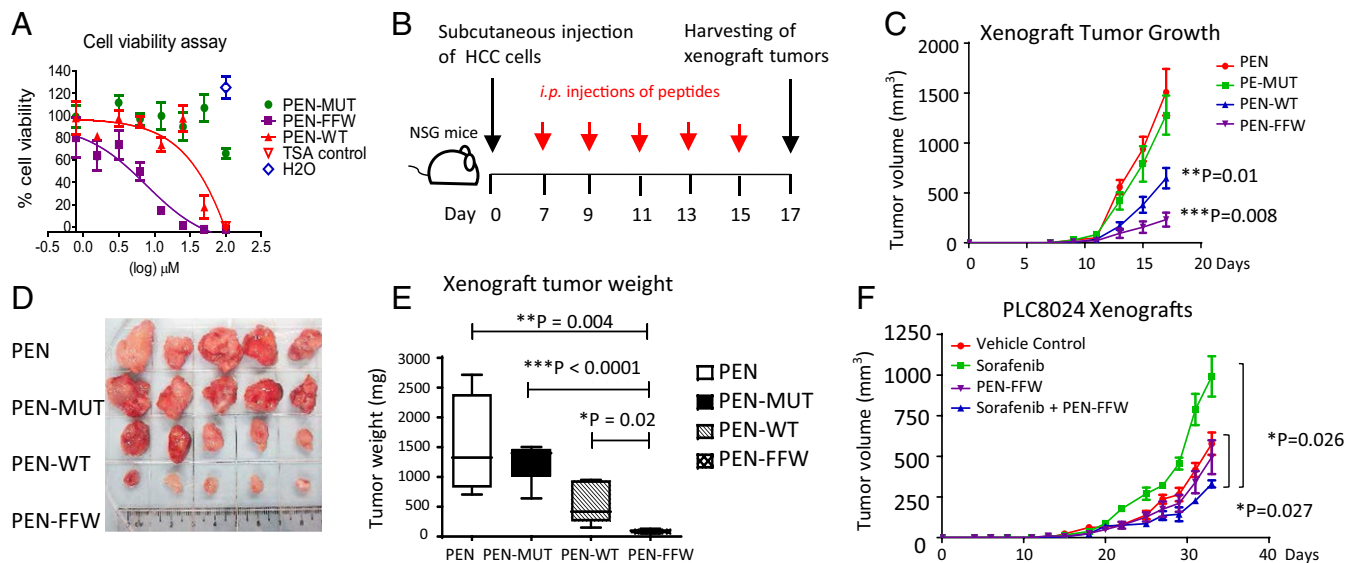 A
Cell viability assay
% cell viability
140
120
100
80
60
40
20
0
-0.5
0.0
0.5
1.0
1.5
2.0
2.5
(log) µM
PEN-MUT
PEN-FFW
PEN-WT
TSA control
H2O
B
Subcutaneous injection
of HCC cells
Harvesting of
xenograft tumors
i.p. injections of peptides
NSG mice
Day 0 7 9 11 13 15 17
C
Xenograft Tumor Growth
Tumor volume (mm³)
2000
1500
1000
500
0
0 5 10 15 20 Days
PEN
PE-MUT
PEN-WT
PEN-FFW
**P=0.01
***P=0.008
D
PEN
PEN-MUT
PEN-WT
PEN-FFW
E
Xenograft tumor weight
**P = 0.004
***P < 0.0001
*P = 0.02
Tumor weight (mg)
3000
2500
2000
1500
1000
500
0
PEN PEN-MUT PEN-WT PEN-FFW
PEN
PEN-MUT
PEN-WT
PEN-FFW
F
PLC8024 Xenografts
Tumor volume (mm³)
1250
1000
750
500
250
0
0 10 20 30 40 Days
Vehicle Control
Sorafenib
PEN-FFW
Sorafenib + PEN-FFW
*P=0.026
*P=0.027